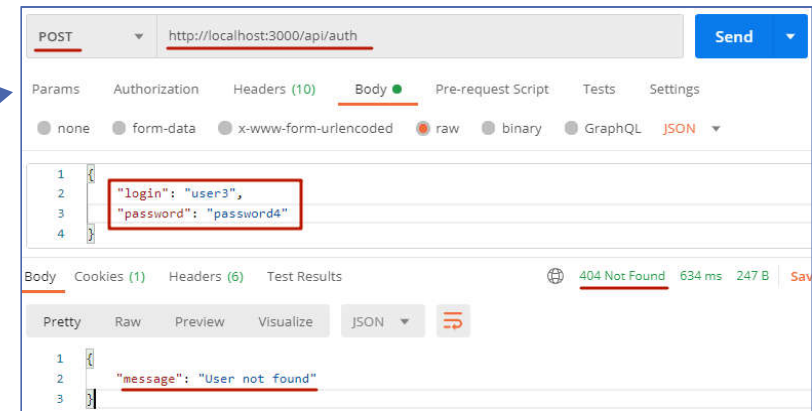 POST http://localhost:3000/api/auth Send
Params Authorization Headers (10) Body Pre-request Script Tests Settings
none form-data x-www-form-urlencoded raw binary GraphQL JSON
1 {
2 "login": "user3",
3 "password": "password4"
4 }
Body Cookies (1) Headers (6) Test Results 404 Not Found 634 ms 247 B Sav
Pretty Raw Preview Visualize JSON
1 {
2 "message": "User not found"
3 }